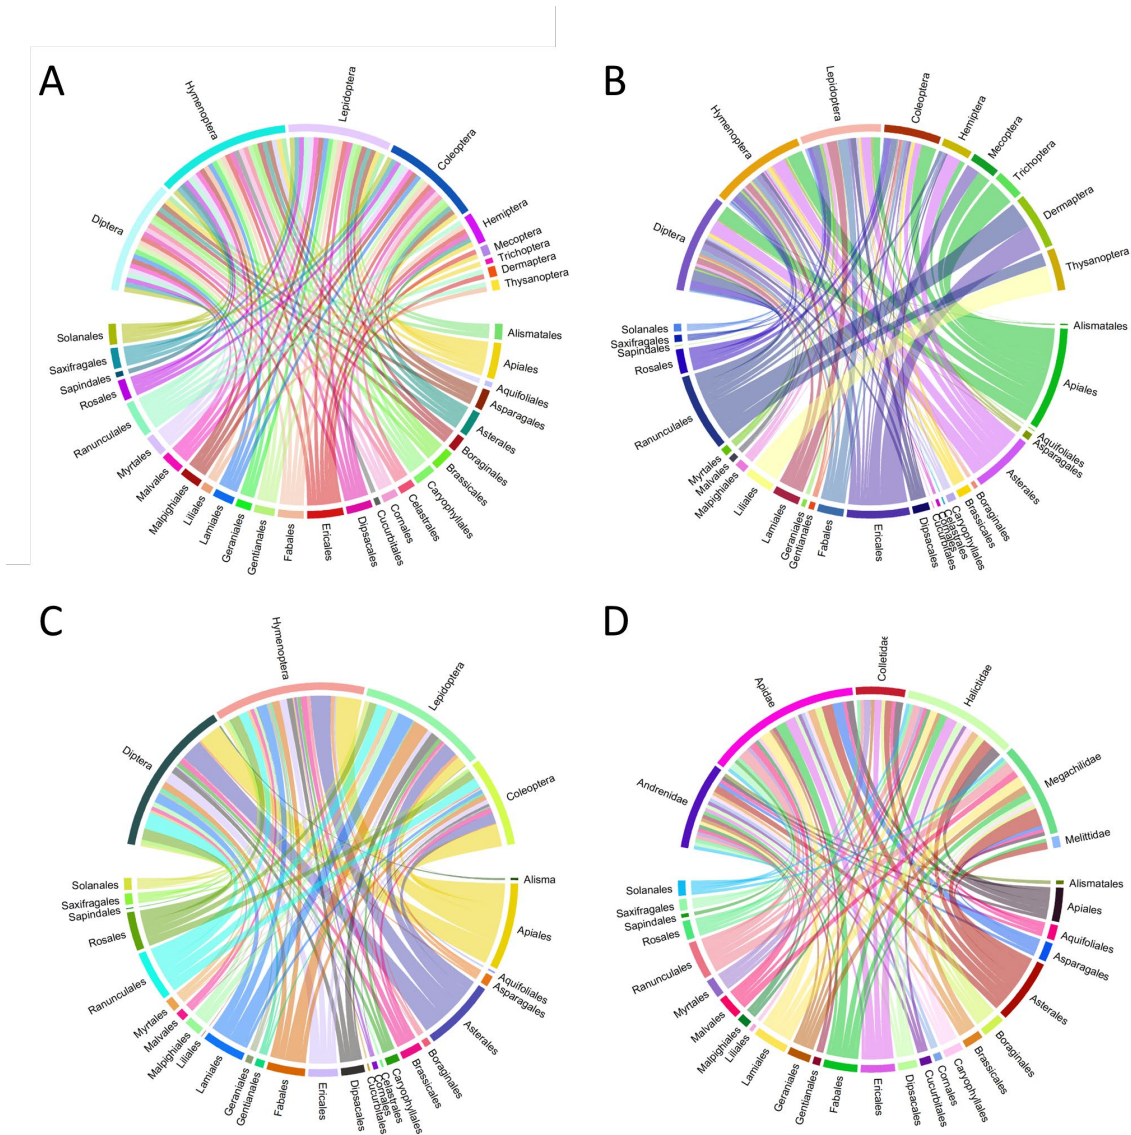 A
Hymenoptera
Lepidoptera
Coleoptera
Diptera
Hemiptera
Mecoptera
Trichoptera
Dermaptera
Thysanoptera
Solanales
Saxifragales
Sapindales
Rosales
Ranunculales
Myrtales
Malvales
Malpighiales
Liliales
Lamiales
Geraniales
Gentianales
Fabales
Ericales
Dipsacales
Cucurbitales
Cornales
Celastrales
Caryophyllales
Brassicales
Boraginales
Asterales
Asparagales
Aquifoliales
Apiales
Alismatales
B
Hymenoptera
Lepidoptera
Coleoptera
Hemiptera
Mecoptera
Trichoptera
Dermaptera
Thysanoptera
Diptera
Solanales
Saxifragales
Sapindales
Rosales
Ranunculales
Myrtales
Malvales
Malpighiales
Liliales
Lamiales
Geraniales
Gentianales
Fabales
Ericales
Dipsacales
Cucurbitales
Cornales
Celastrales
Caryophyllales
Brassicales
Boraginales
Asterales
Asparagales
Aquifoliales
Apiales
Alismatales
C
Hymenoptera
Lepidoptera
Coleoptera
Diptera
Solanales
Saxifragales
Sapindales
Rosales
Ranunculales
Myrtales
Malvales
Malpighiales
Liliales
Lamiales
Geraniales
Gentianales
Fabales
Ericales
Dipsacales
Cucurbitales
Cornales
Celastrales
Caryophyllales
Brassicales
Boraginales
Asterales
Asparagales
Aquifoliales
Apiales
Alisma
D
Apidae
Colletidae
Halictidae
Megachilidae
Melittidae
Andrenidae
Solanales
Saxifragales
Sapindales
Rosales
Ranunculales
Myrtales
Malvales
Malpighiales
Liliales
Lamiales
Geraniales
Gentianales
Fabales
Ericales
Dipsacales
Cucurbitales
Cornales
Caryophyllales
Brassicales
Boraginales
Asterales
Asparagales
Aquifoliales
Apiales
Alismatales